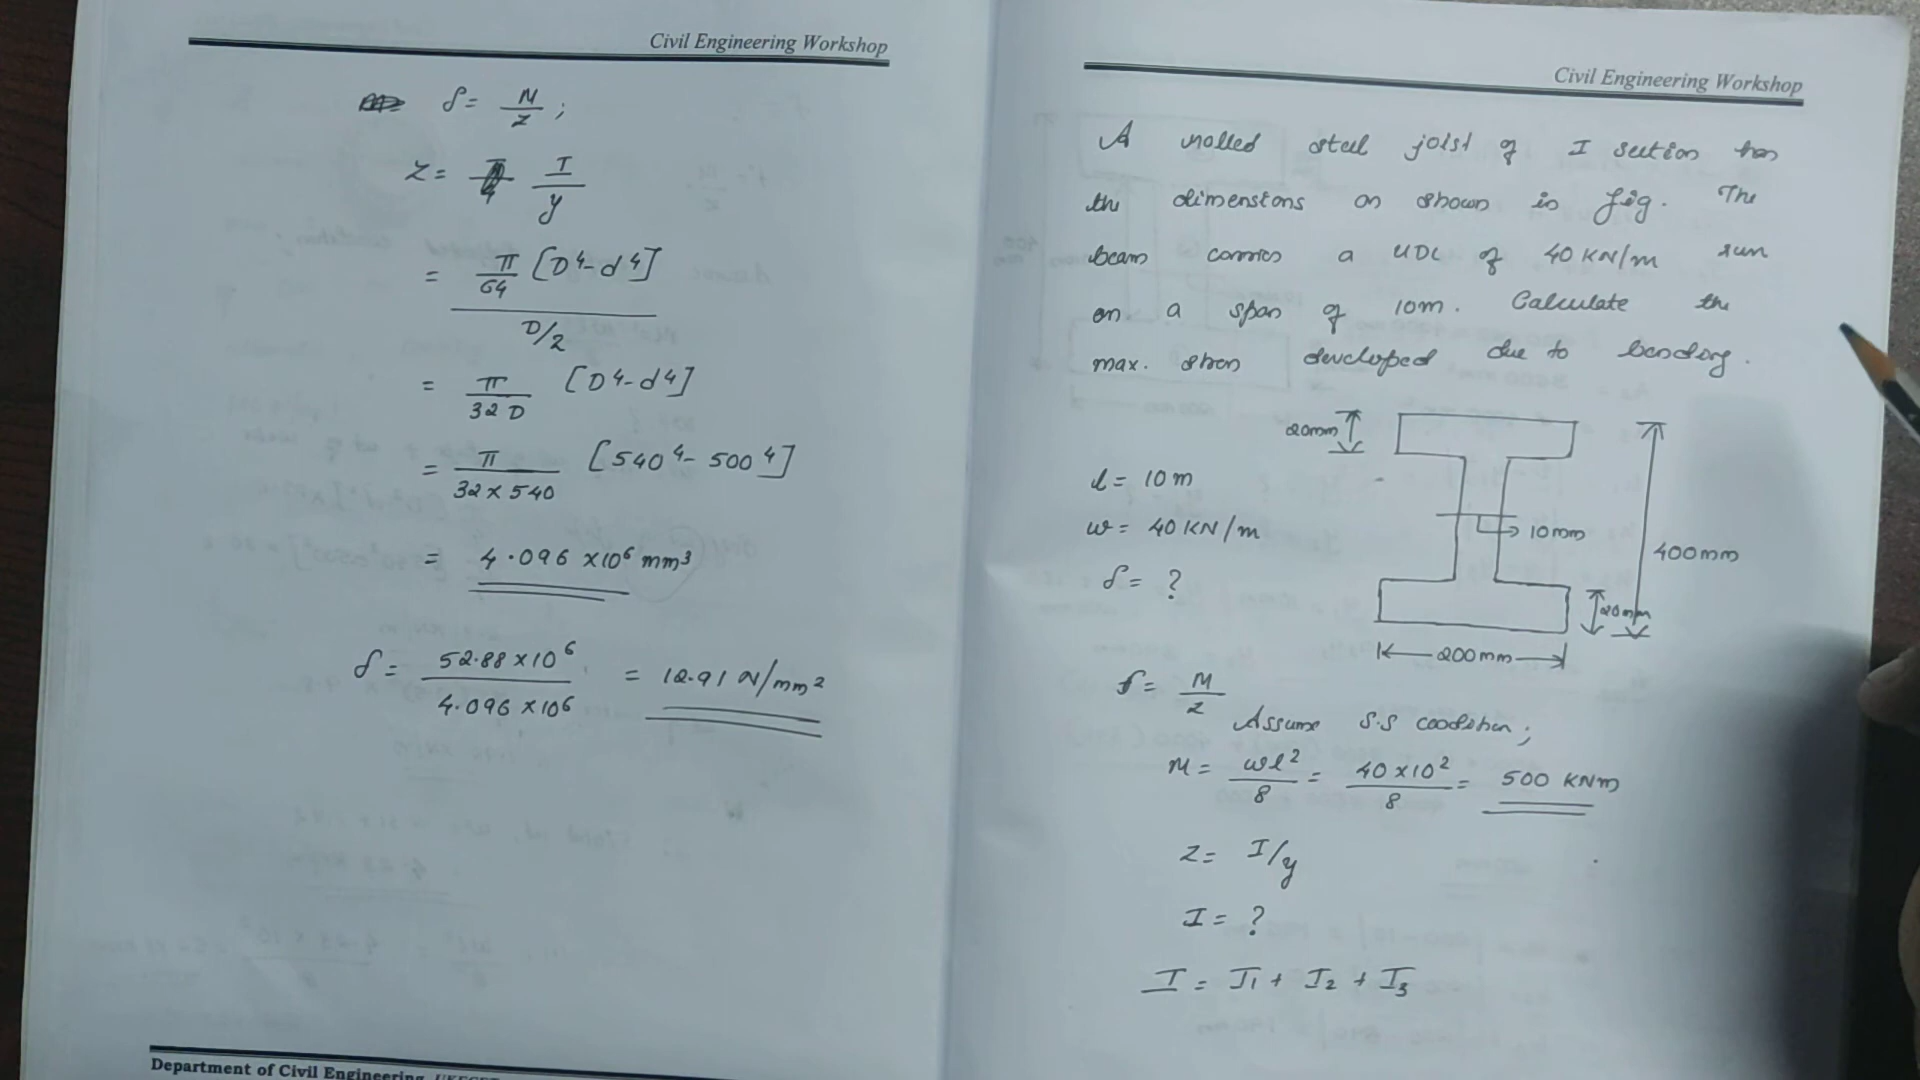 Civil Engineering Workshop
f = M/Z ;
Z = I/y
= π/64 [D⁴-d⁴] / D/2
= π/32 D [D⁴-d⁴]
= π/32 x 540 [540⁴- 500⁴]
= 4.096 x10⁶ mm³
f = 52.88 x 10⁶ / 4.096 x 10⁶ = 12.91 N/mm²
Department of Civil Engineering,
Civil Engineering Workshop
A rolled steel joist of I section has
the dimensions as shown in fig. The
beam carries a UDL of 40 KN/m run
on a span of 10m. Calculate the
max. stress developed due to bending.
20mm
l = 10 m
w = 40 KN/m
f = ?
10mm
400mm
20mm
200mm
f = M/Z
Assume S.S condition ;
M = wl²/8 = 40 x10²/8 = 500 KNm
Z = I/y
I = ?
I = I₁ + I₂ + I₃